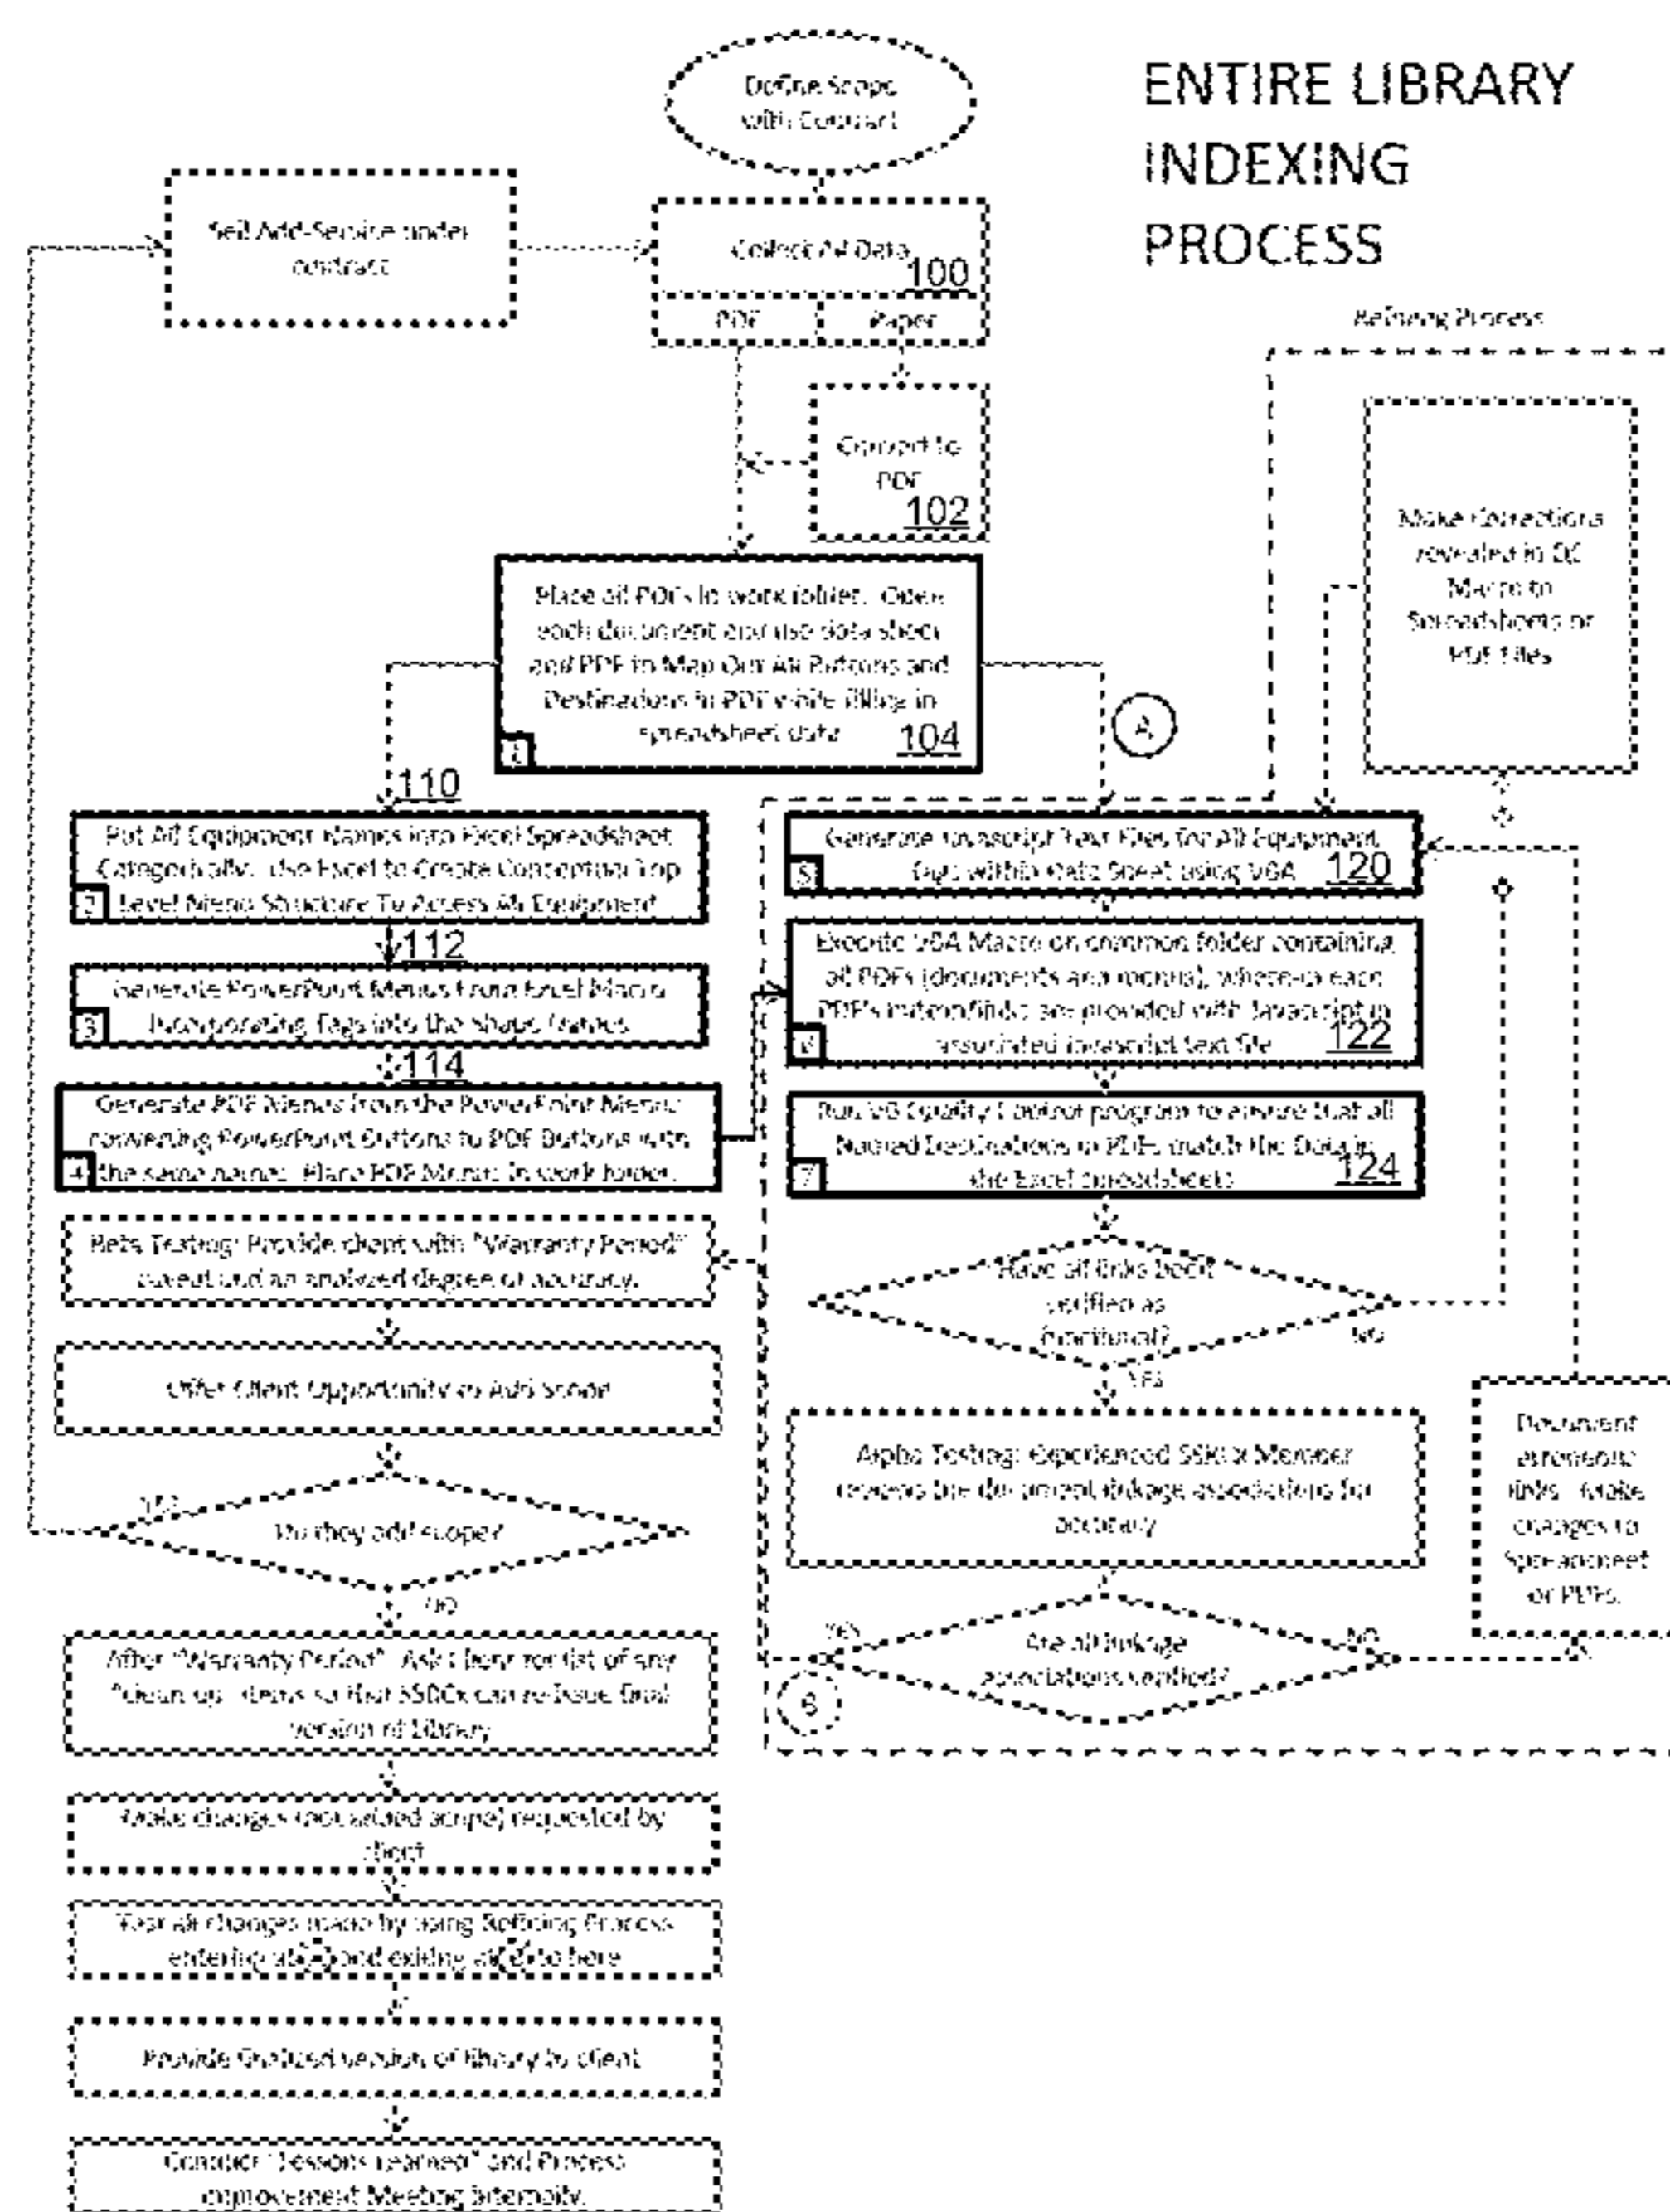 ENTIRE LIBRARY
INDEXING
PROCESS
Define Scope
with Contract
Sell Add-Service under
contract
Collect All Data
100
PDF
Paper
Refining Process
Convert to
PDF
102
Make Corrections
revealed in QC
Macro to
Spreadsheets or
PDF Files
Place all PDFs in work folder. Open
each document and use data sheet
and PDF to Map Out All Buttons and
Destinations in PDF while filling in
spreadsheet data
104
1
A
110
Put All Equipment Names into Excel Spreadsheet
Categorically. Use Excel to Create Conceptual Top
Level Menu Structure To Access All Equipment
2
112
Generate PowerPoint Menus From Excel Macro
Incorporating Tags into the Shape Names
3
114
Generate PDF Menus from the PowerPoint Menus
converting PowerPoint Buttons to PDF Buttons with
the same names. Place PDF Menus in work folder.
4
Generate Javascript Text Files for All Equipment
Tags within Data Sheet using VBA
120
5
Execute VBA Macro on common folder containing
all PDFs (documents and menus), where-in each
PDF's buttons/links are provided with Javascript in
associated javascript text file
122
6
Run VB Quality Control program to ensure that all
Named Destinations in PDFs match the Data in
the Excel spreadsheets
124
7
Have all links been
verified as
functional?
NO
YES
Alpha Testing: Experienced Member
reviews the document linkage associations for
accuracy
Document
erroneous
links. Make
changes to
Spreadsheet
or PDFs.
Are all linkage
associations verified?
YES
NO
B
Beta Testing: Provide client with "Warranty Period"
caveat and an analyzed degree of accuracy.
Offer Client Opportunity to Add Scope
Do they add scope?
YES
NO
After "Warranty Period" Ask Client for list of any
"clean up" items so that can re-issue final
version of Library
Make changes (not added scope) requested by
client
Test all changes made by using Refining Process
entering at A and exiting at B to here
Provide finalized version of library to client
Conduct "Lessons Learned" and Process
Improvement Meeting Internally.